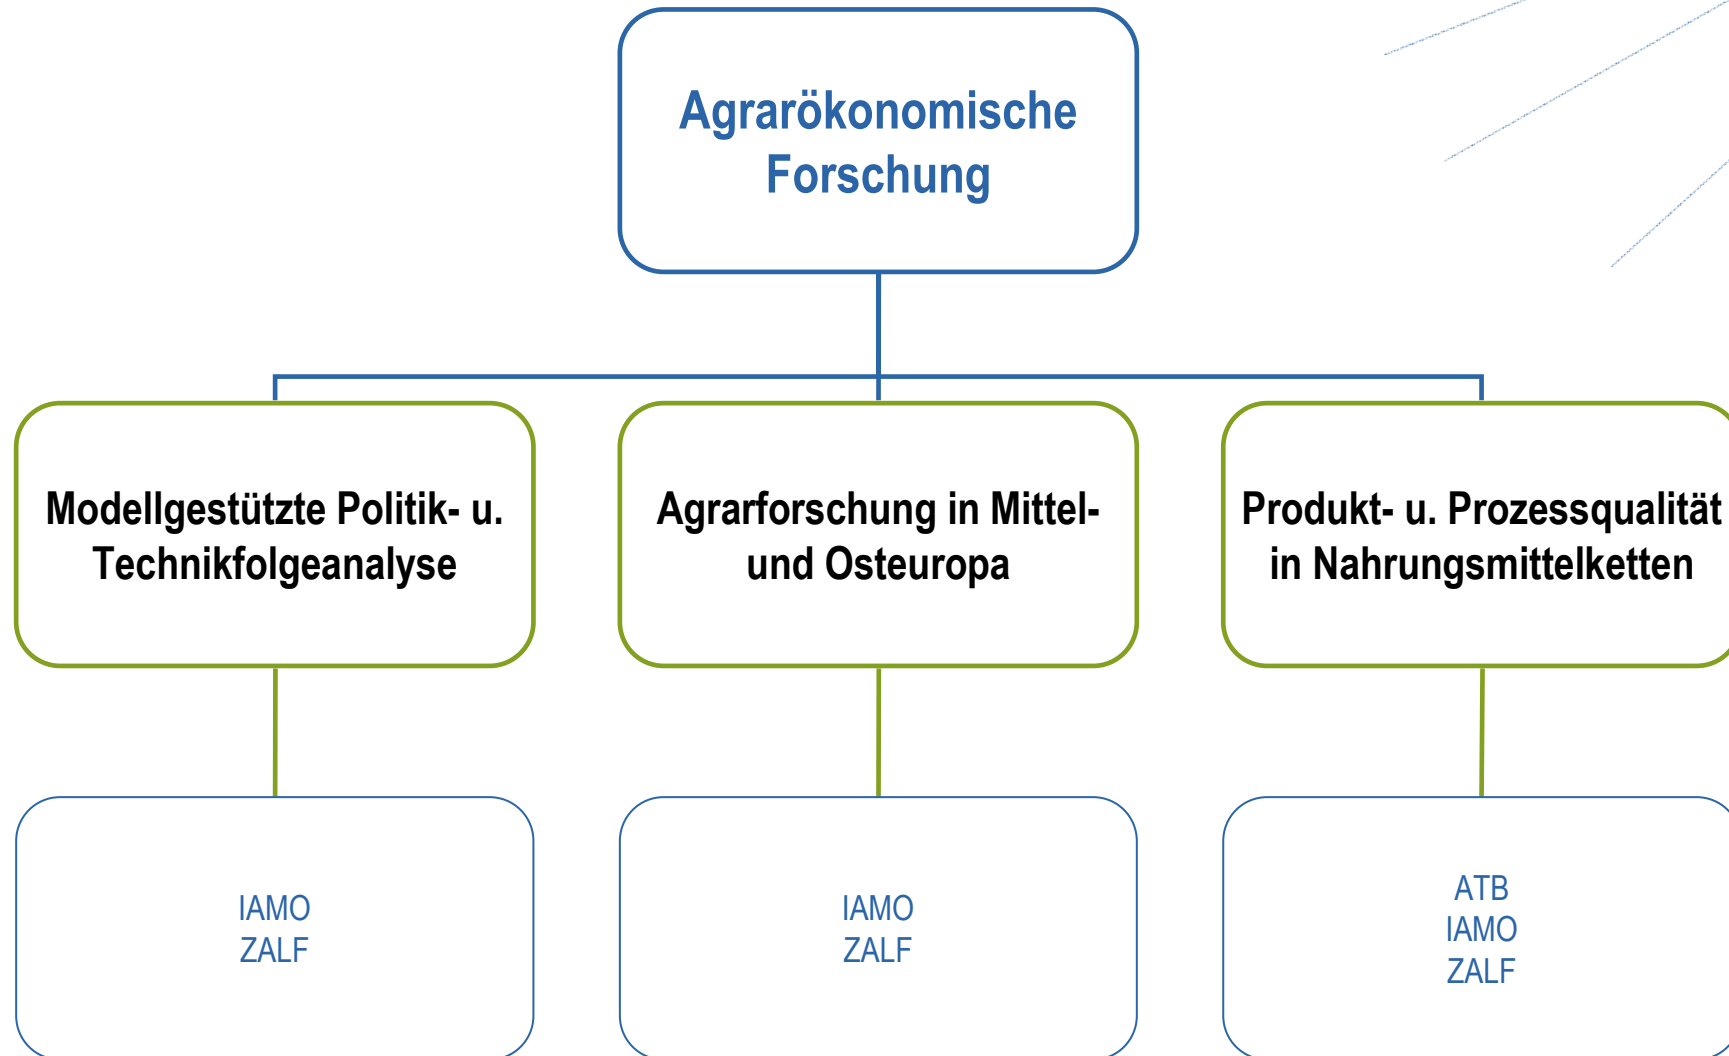 Agrarökonomische
Forschung
Modellgestützte Politik- u.
Technikfolgeanalyse
Agrarforschung in Mittel-
und Osteuropa
Produkt- u. Prozessqualität
in Nahrungsmittelketten
IAMO
ZALF
IAMO
ZALF
ATB
IAMO
ZALF